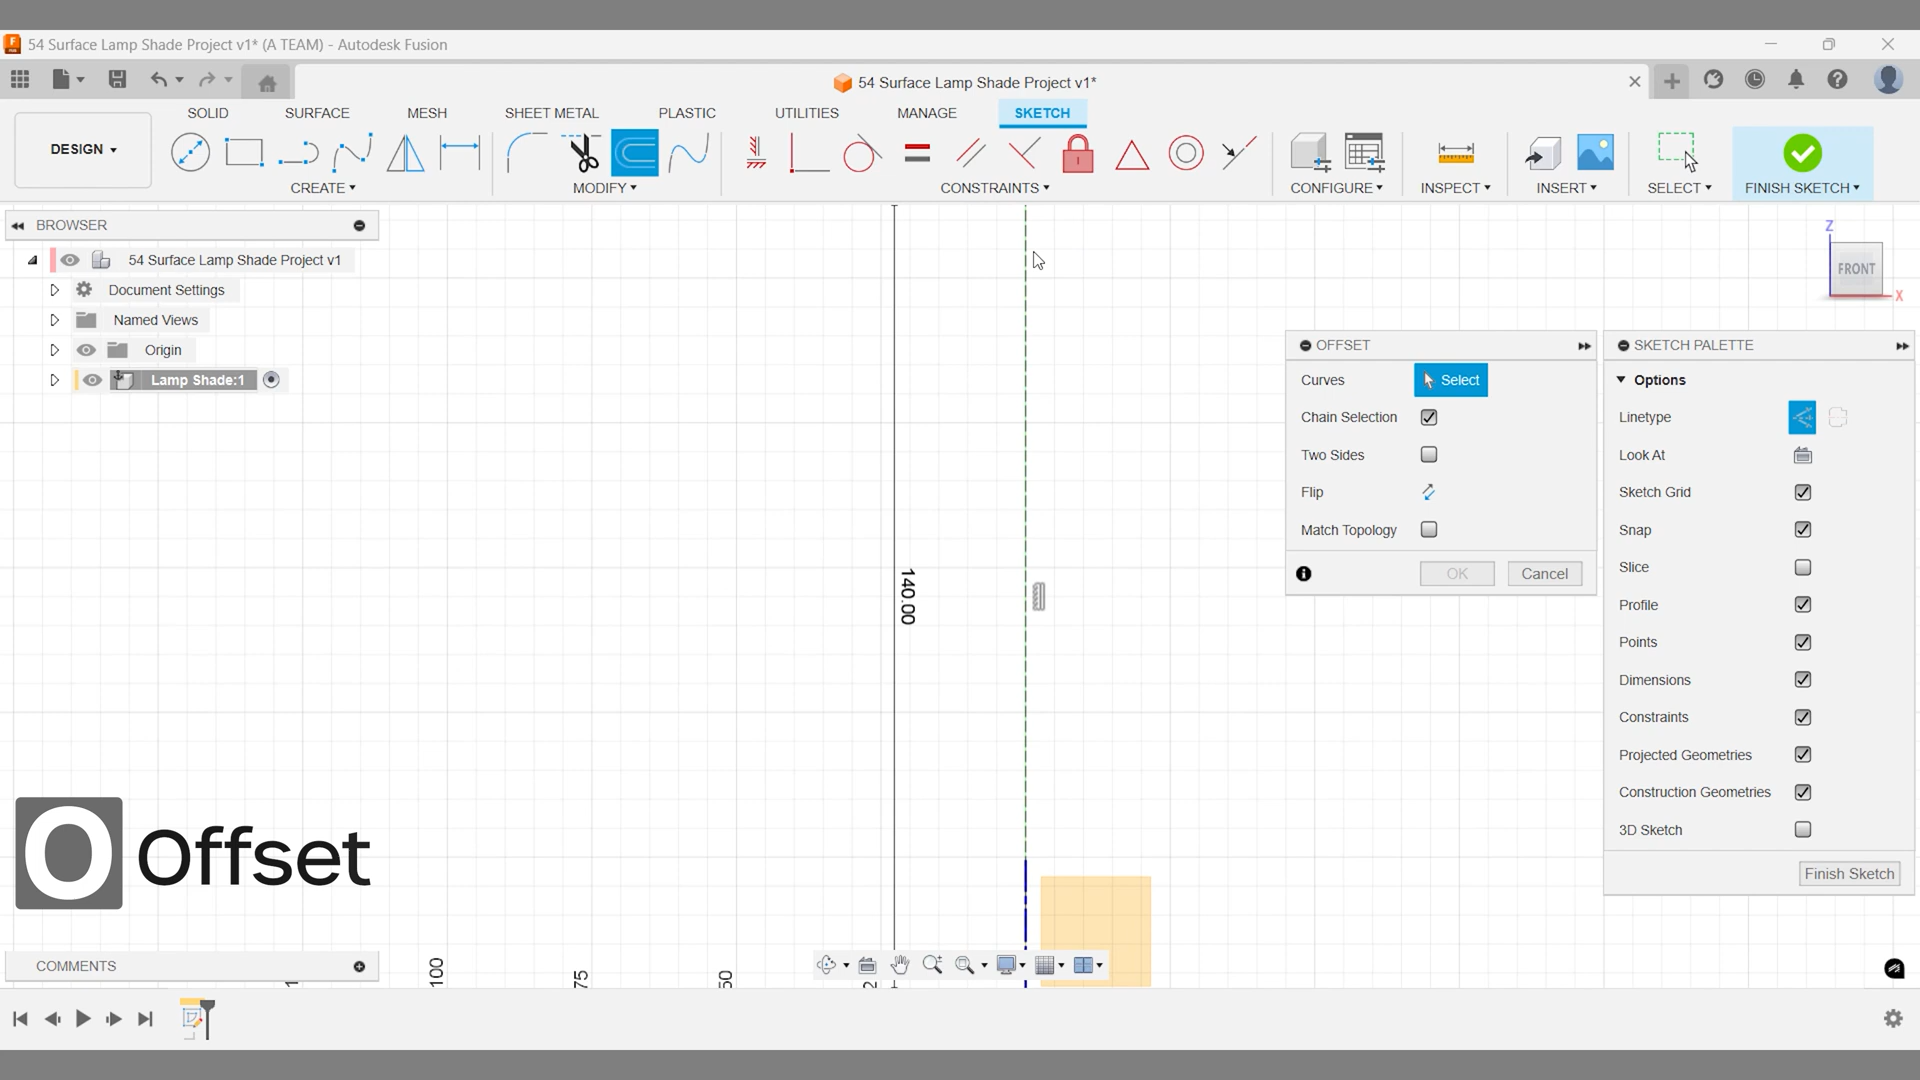 54 Surface Lamp Shade Project v1* (A TEAM) - Autodesk Fusion
54 Surface Lamp Shade Project v1*
SOLID
SURFACE
MESH
SHEET METAL
PLASTIC
UTILITIES
MANAGE
SKETCH
DESIGN
CREATE
MODIFY
CONSTRAINTS
CONFIGURE
INSPECT
INSERT
SELECT
FINISH SKETCH
BROWSER
54 Surface Lamp Shade Project v1
Document Settings
Named Views
Origin
Lamp Shade:1
Z
FRONT
X
OFFSET
Curves
Select
Chain Selection
Two Sides
Flip
Match Topology
OK
Cancel
SKETCH PALETTE
Options
Linetype
Look At
Sketch Grid
Snap
Slice
Profile
Points
Dimensions
Constraints
Projected Geometries
Construction Geometries
3D Sketch
Finish Sketch
140.00
O Offset
COMMENTS
100
75